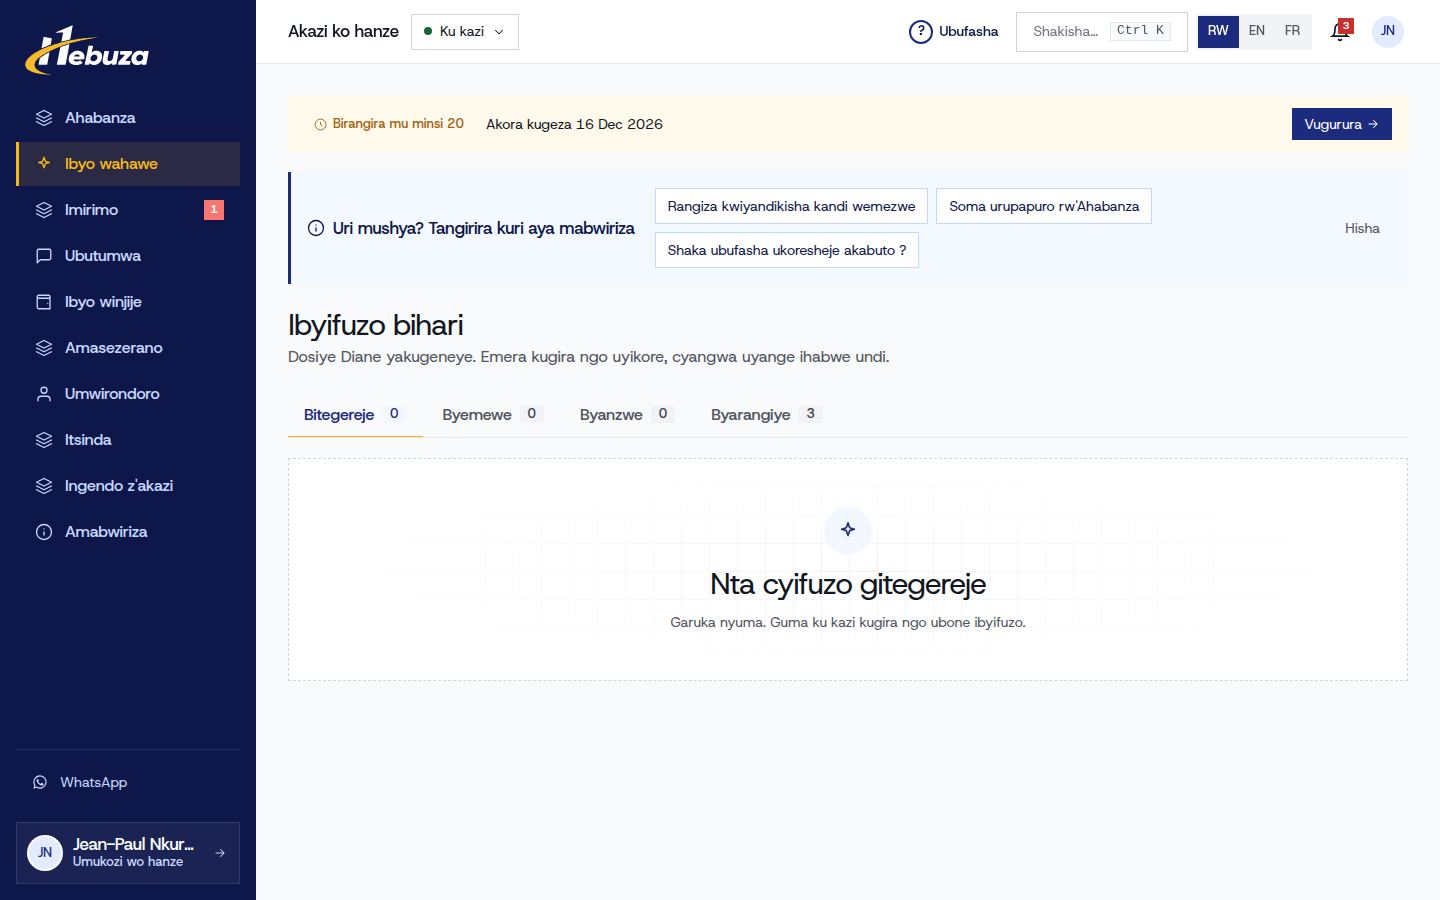 Hebuza
Ahabanza
Ibyo wahawe
Imirimo 1
Ubutumwa
Ibyo winjije
Amasezerano
Umwirondoro
Itsinda
Ingendo z'akazi
Amabwiriza
WhatsApp
JN Jean-Paul Nkur...
Umukozi wo hanze
Akazi ko hanze Ku kazi
? Ubufasha Shakisha... Ctrl K RW EN FR 3 JN
Birangira mu minsi 20 Akora kugeza 16 Dec 2026 Vugurura →
Uri mushya? Tangirira kuri aya mabwiriza
Rangiza kwiyandikisha kandi wemezwe Soma urupapuro rw'Ahabanza
Shaka ubufasha ukoresheje akabuto ?
Hisha
Ibyifuzo bihari
Dosiye Diane yakugeneye. Emera kugira ngo uyikore, cyangwa uyange ihabwe undi.
Bitegereje 0 Byemewe 0 Byanzwe 0 Byarangiye 3
Nta cyifuzo gitegereje
Garuka nyuma. Guma ku kazi kugira ngo ubone ibyifuzo.